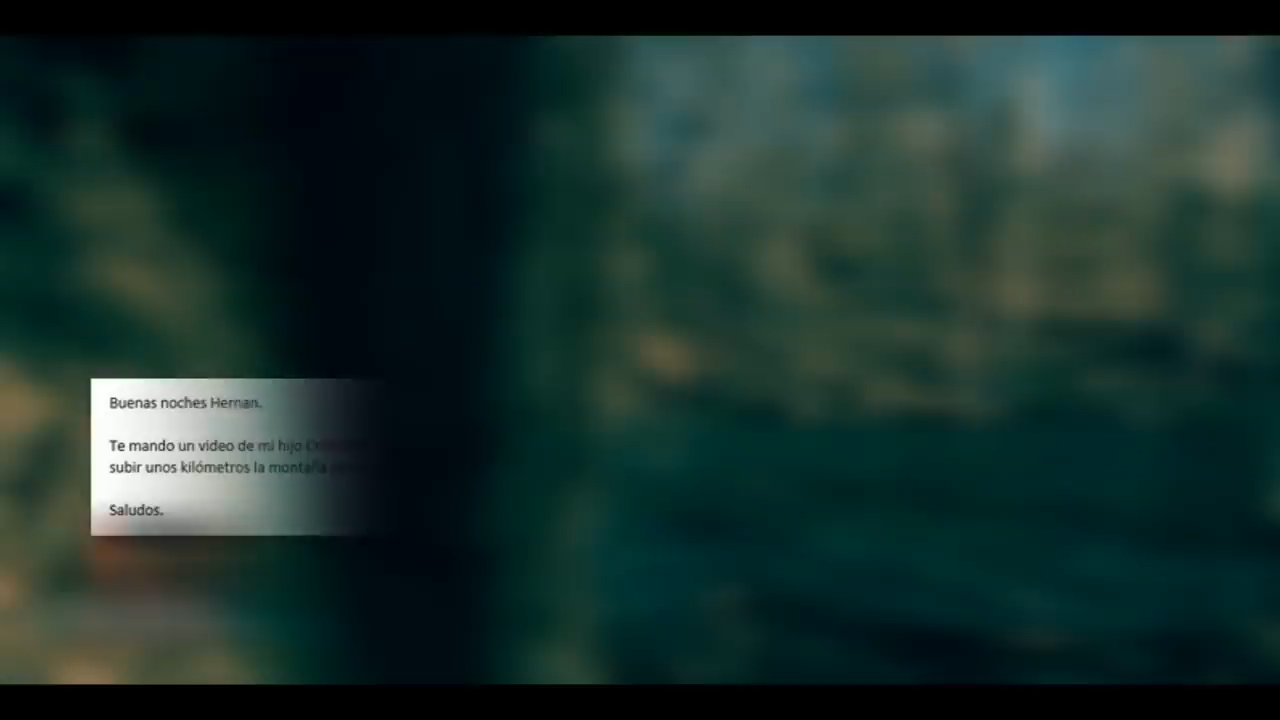 Buenas noches Hernan.
Te mando un video de mi hijo
subir unos kilómetros la montaña
Saludos.